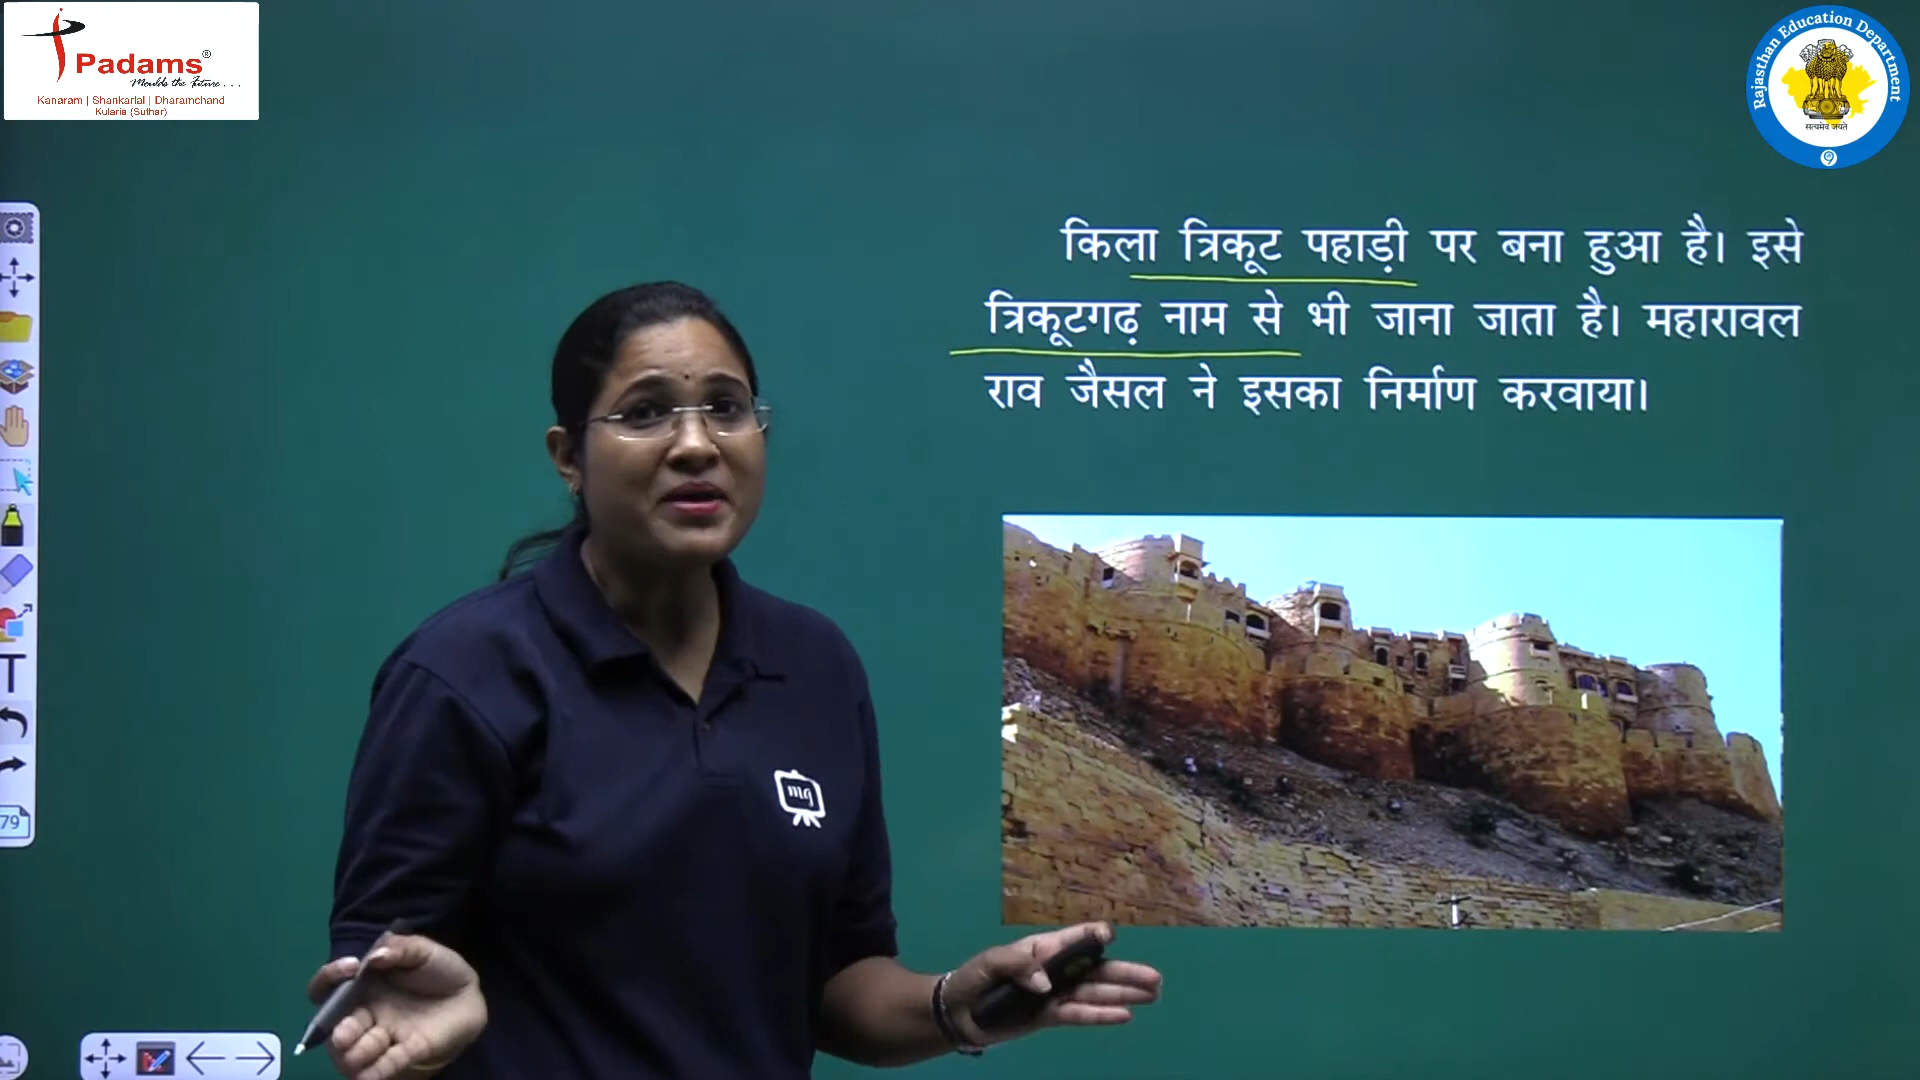 Padams®
Moulds the Future . . .
Kanaram | Shankarlal | Dharamchand
Kularia (Suthar)
Rajasthan Education Department
सत्यमेव जयते
किला त्रिकूट पहाड़ी पर बना हुआ है। इसे
त्रिकूटगढ़ नाम से भी जाना जाता है। महारावल
राव जैसल ने इसका निर्माण करवाया।
mg
T
79